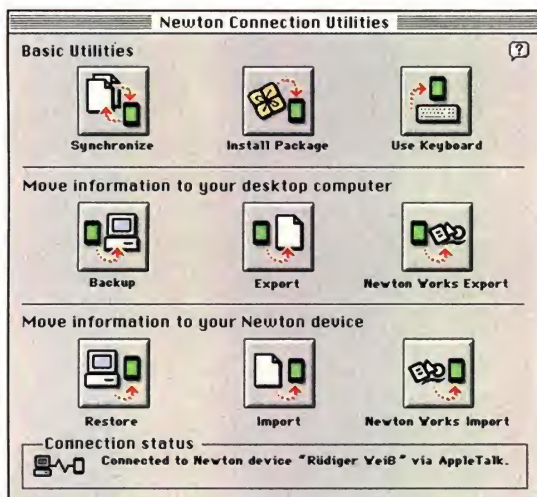 Newton Connection Utilities
Basic Utilities
?
Synchronize
Install Package
Use Keyboard
Move information to your desktop computer
Backup
Export
Newton Works Export
Move information to your Newton device
Restore
Import
Newton Works Import
Connection status
Connected to Newton device "Rüdiger Weiß" via AppleTalk.